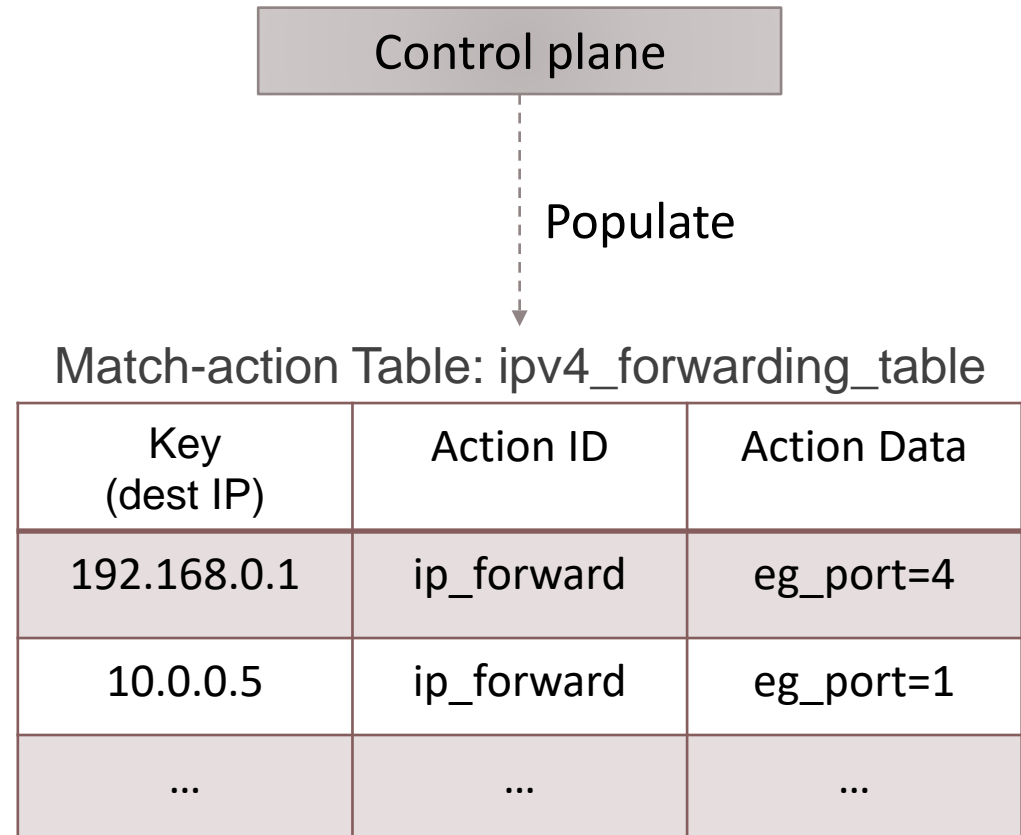 Control plane
Populate
Match-action Table: ipv4_forwarding_table
Key
(dest IP)
Action ID
Action Data
192.168.0.1
ip_forward
eg_port=4
10.0.0.5
ip_forward
eg_port=1
...
...
...